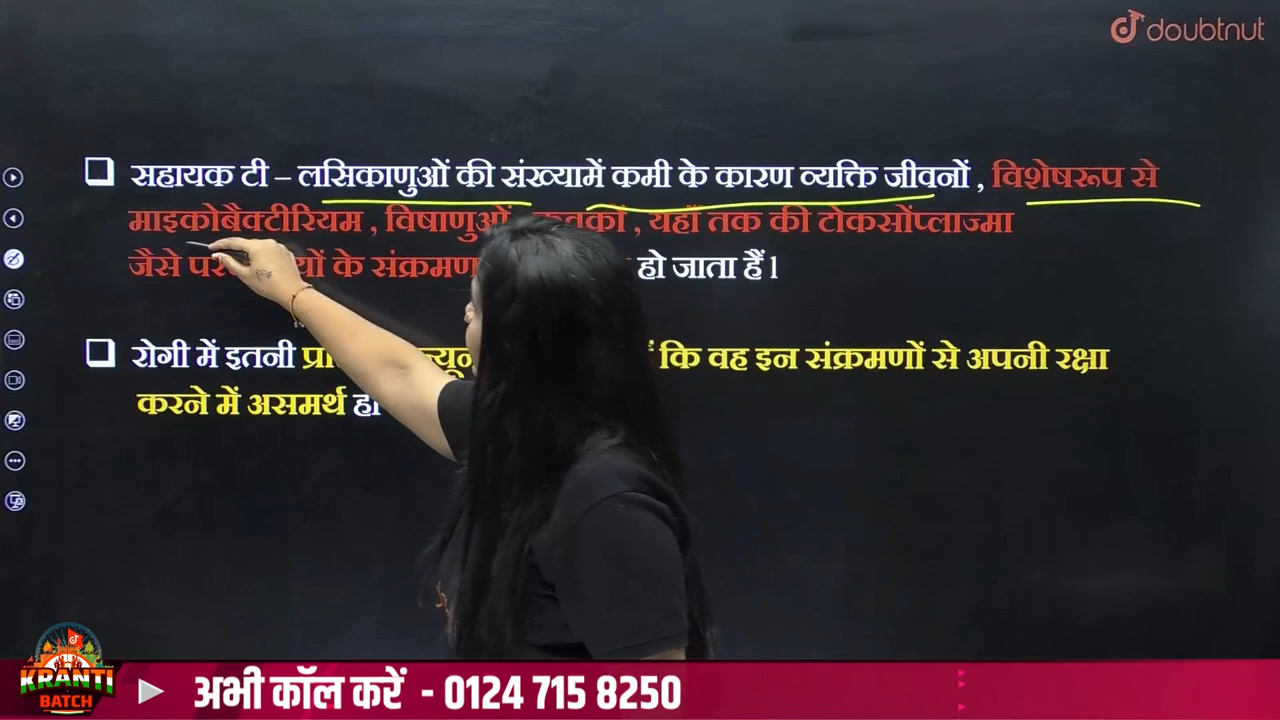 doubtnut
सहायक टी – लसिकाणुओं की संख्यामें कमी के कारण व्यक्ति जीवनों , विशेषरूप से
माइकोबैक्टीरियम , विषाणुओं , यहाँ तक की टोकसोंप्लाज्मा
जैसे के संक्रमण हो जाता हैं l
रोगी में इतनी कि वह इन संक्रमणों से अपनी रक्षा
करने में असमर्थ
KRANTI
BATCH
अभी कॉल करें - 0124 715 8250